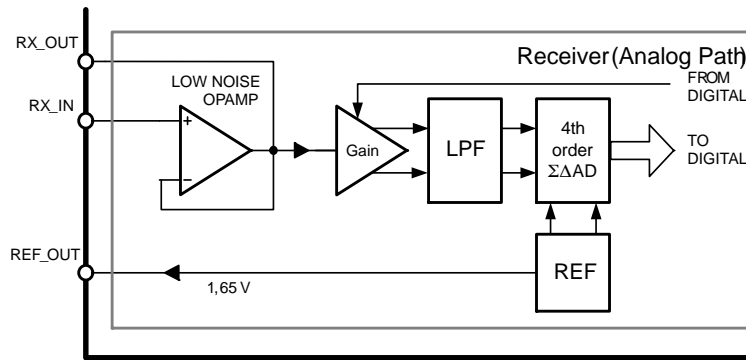 RX_OUT
Receiver (Analog Path)
LOW NOISE
OPAMP
FROM
DIGITAL
RX_IN
+
Gain
LPF
4th
order
ΣΔAD
TO
DIGITAL
−
REF_OUT
REF
1,65 V